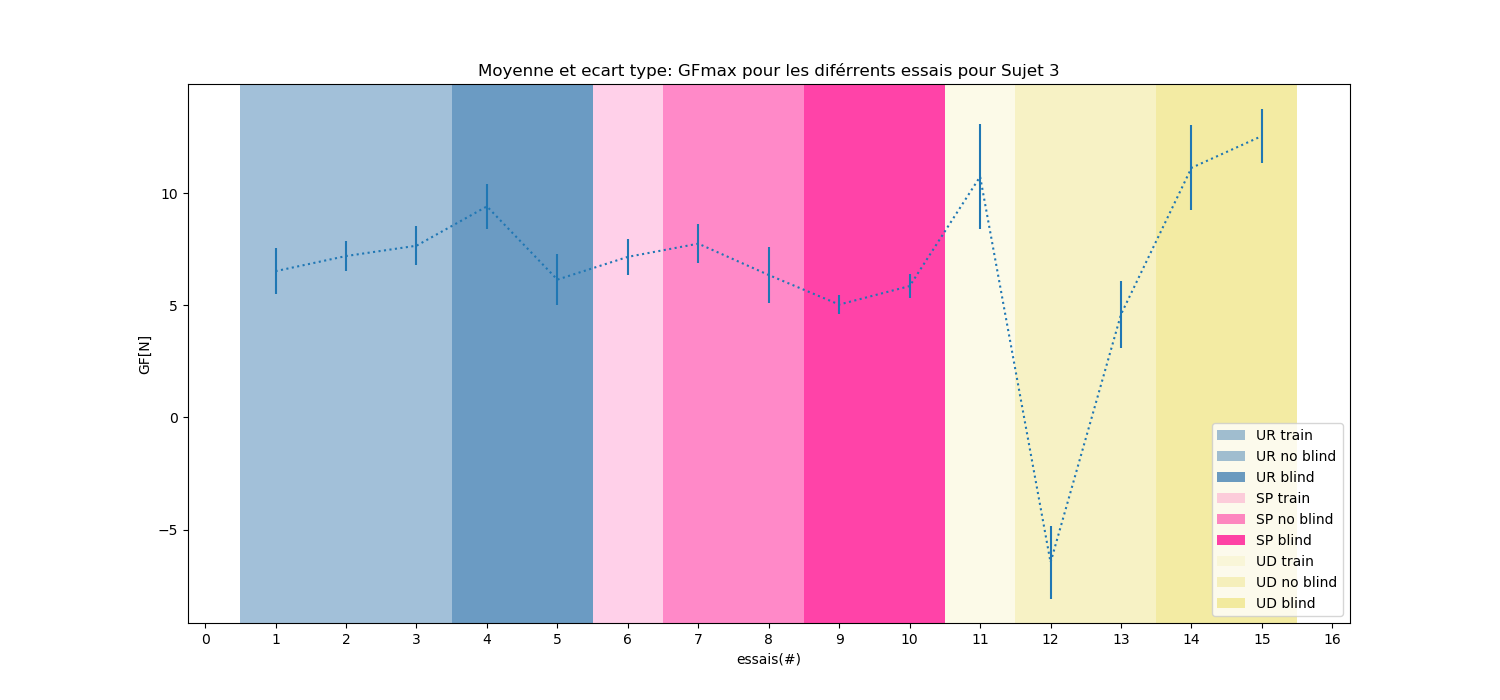 Moyenne et ecart type: GFmax pour les diférrents essais pour Sujet 3
GF[N]
10
5
0
−5
0 1 2 3 4 5 6 7 8 9 10 11 12 13 14 15 16
essais(#)
UR train
UR no blind
UR blind
SP train
SP no blind
SP blind
UD train
UD no blind
UD blind